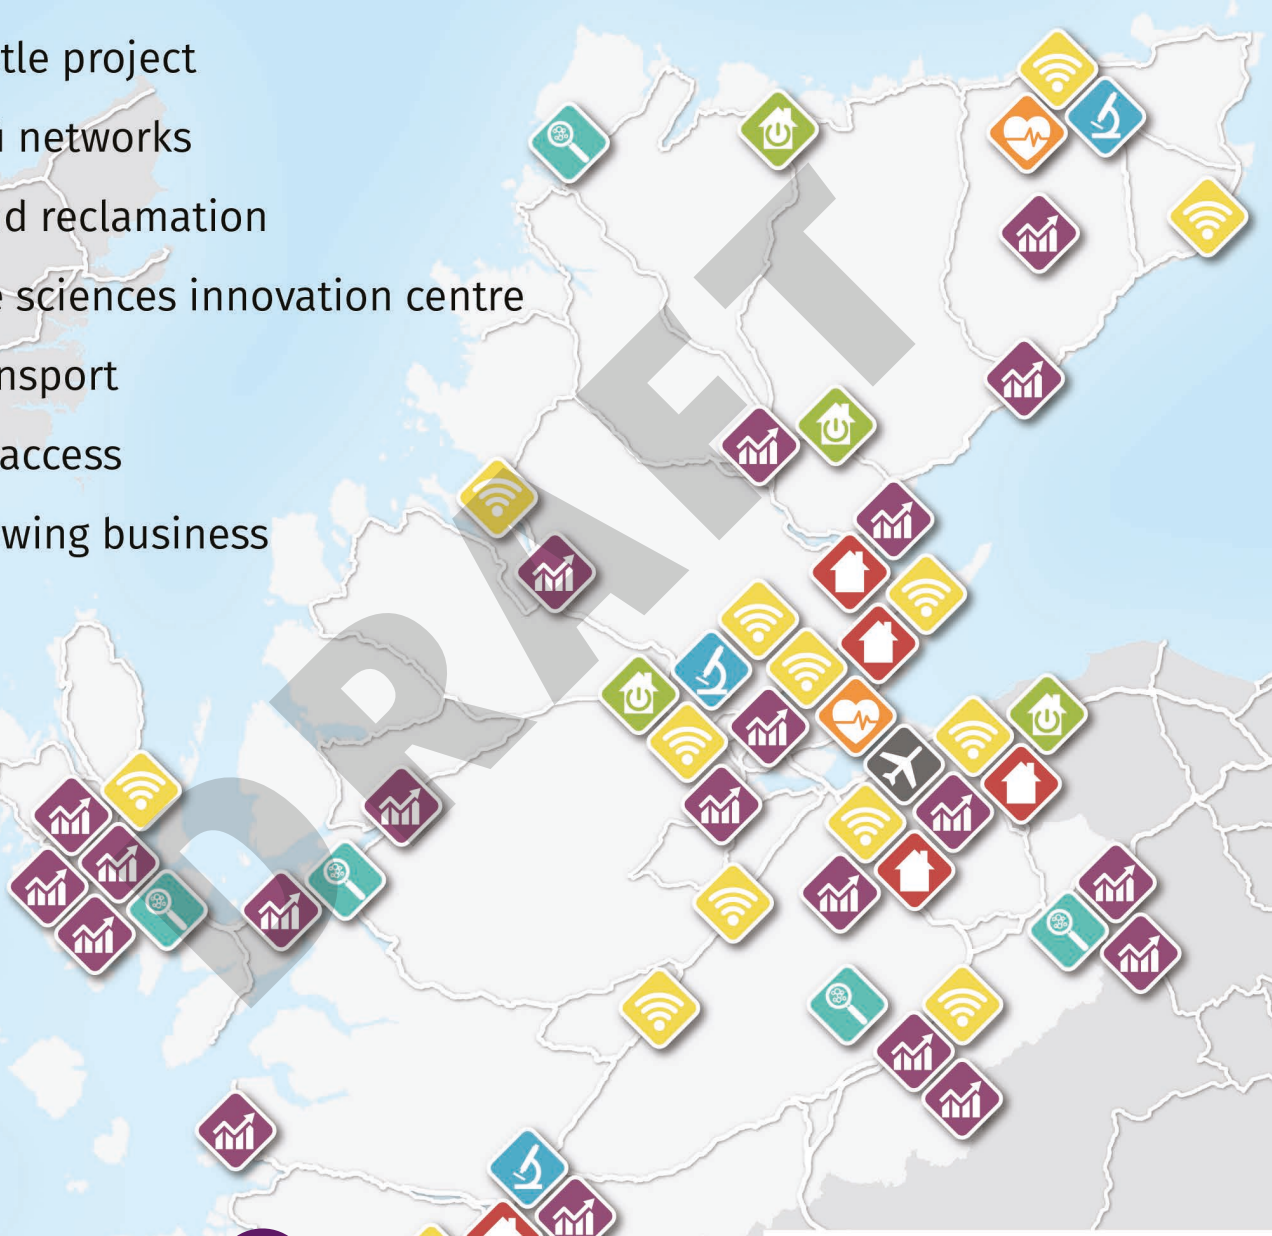 tle project
networks
d reclamation
e sciences innovation centre
nsport
access
wing business
DRAFT